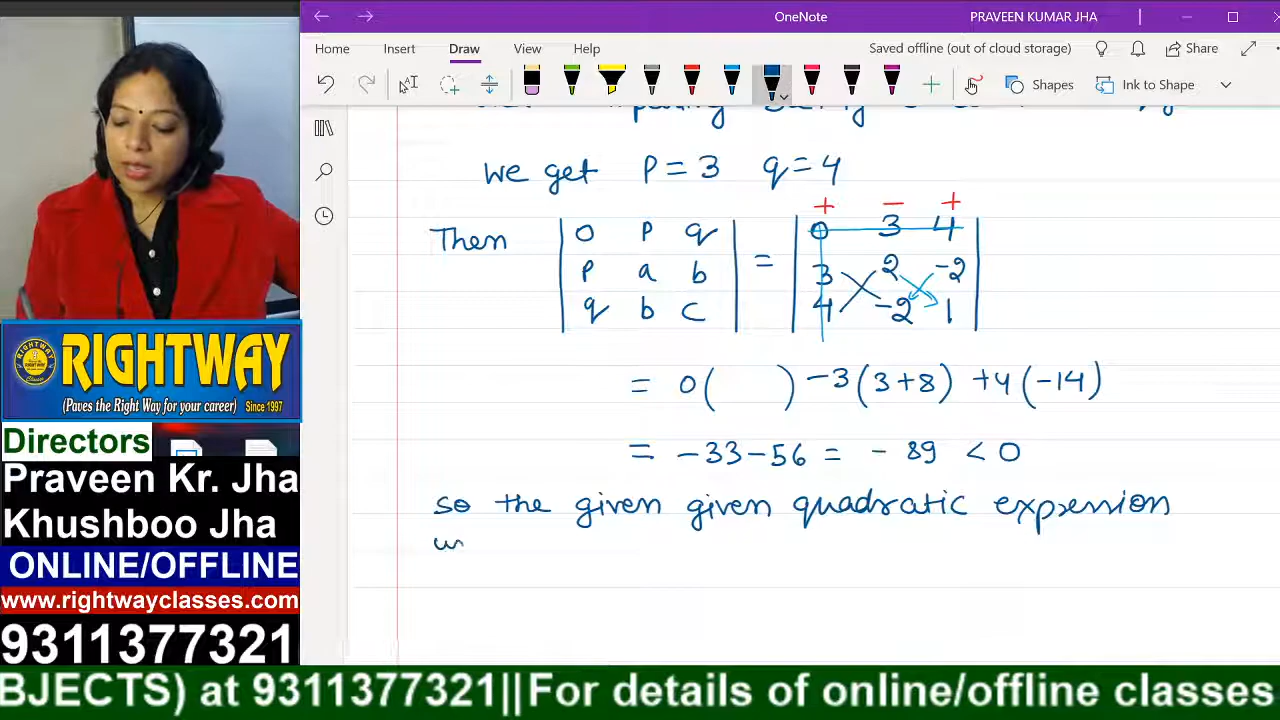 OneNote
PRAVEEN KUMAR JHA
Home Insert Draw View Help
Saved offline (out of cloud storage)
Share
Shapes
Ink to Shape
we get P = 3 q = 4
+ − +
Then | 0 p q | = | 0 3 4 |
| p a b | | 3 2 -2 |
| q b c | | 4 -2 1 |
= 0( ) -3(3+8) +4(-14)
= -33-56 = - 89 < 0
so the given given quadratic expression
RIGHTWAY
(Paves the Right Way for your career) Since 1997
Directors
Praveen Kr. Jha
Khushboo Jha
ONLINE/OFFLINE
www.rightwayclasses.com
9311377321
BJECTS) at 9311377321||For details of online/offline classes